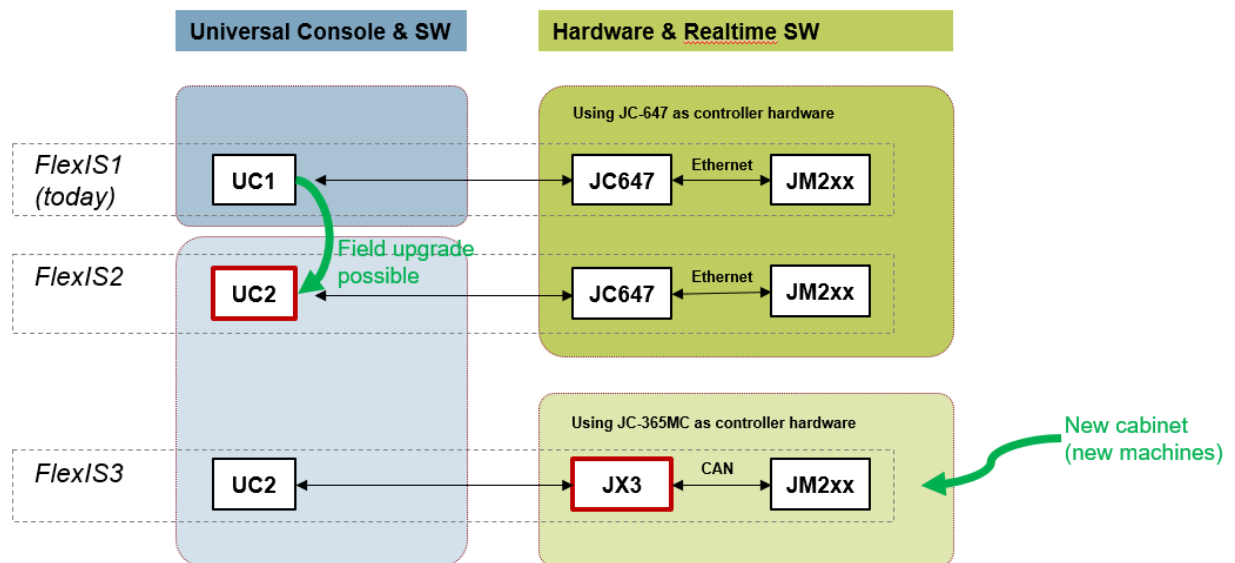 Universal Console & SW
Hardware & Realtime SW
Using JC-647 as controller hardware
FlexIS1
(today)
UC1
JC647
Ethernet
JM2xx
Field upgrade
possible
FlexIS2
UC2
JC647
Ethernet
JM2xx
Using JC-365MC as controller hardware
New cabinet
(new machines)
FlexIS3
UC2
JX3
CAN
JM2xx